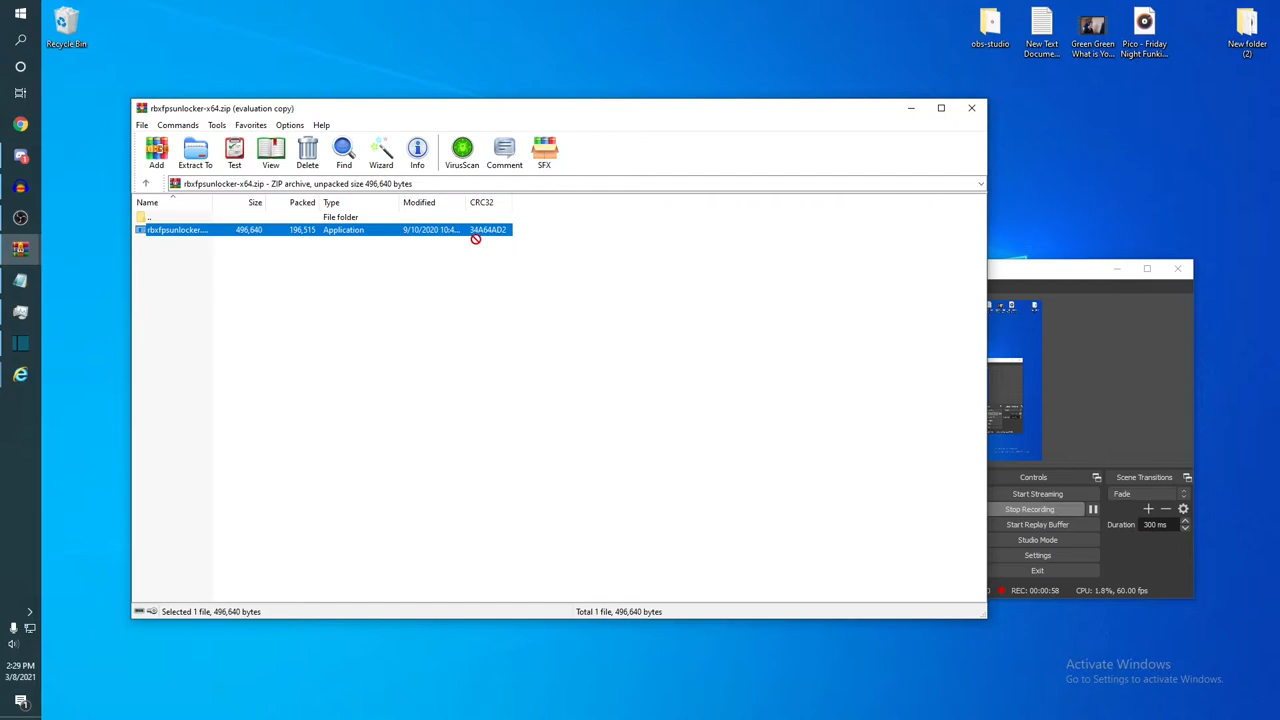 Recycle Bin
obs-studio
New Text
Docume...
Green Green
What is Yo...
Pico - Friday
Night Funki...
New folder
(2)
rbxfpsunlocker-x64.zip (evaluation copy)
File Commands Tools Favorites Options Help
Add Extract To Test View Delete Find Wizard Info VirusScan Comment SFX
rbxfpsunlocker-x64.zip - ZIP archive, unpacked size 496,640 bytes
Name Size Packed Type Modified CRC32
.. File folder
rbxfpsunlocker.... 496,640 196,515 Application 9/10/2020 10:4... 34A64AD2
Selected 1 file, 496,640 bytes Total 1 file, 496,640 bytes
Controls Scene Transitions
Start Streaming Fade
Stop Recording
Start Replay Buffer Duration 300 ms
Studio Mode
Settings
Exit
REC: 00:00:58 CPU: 1.8%, 60.00 fps
2:29 PM
3/8/2021
Activate Windows
Go to Settings to activate Windows.